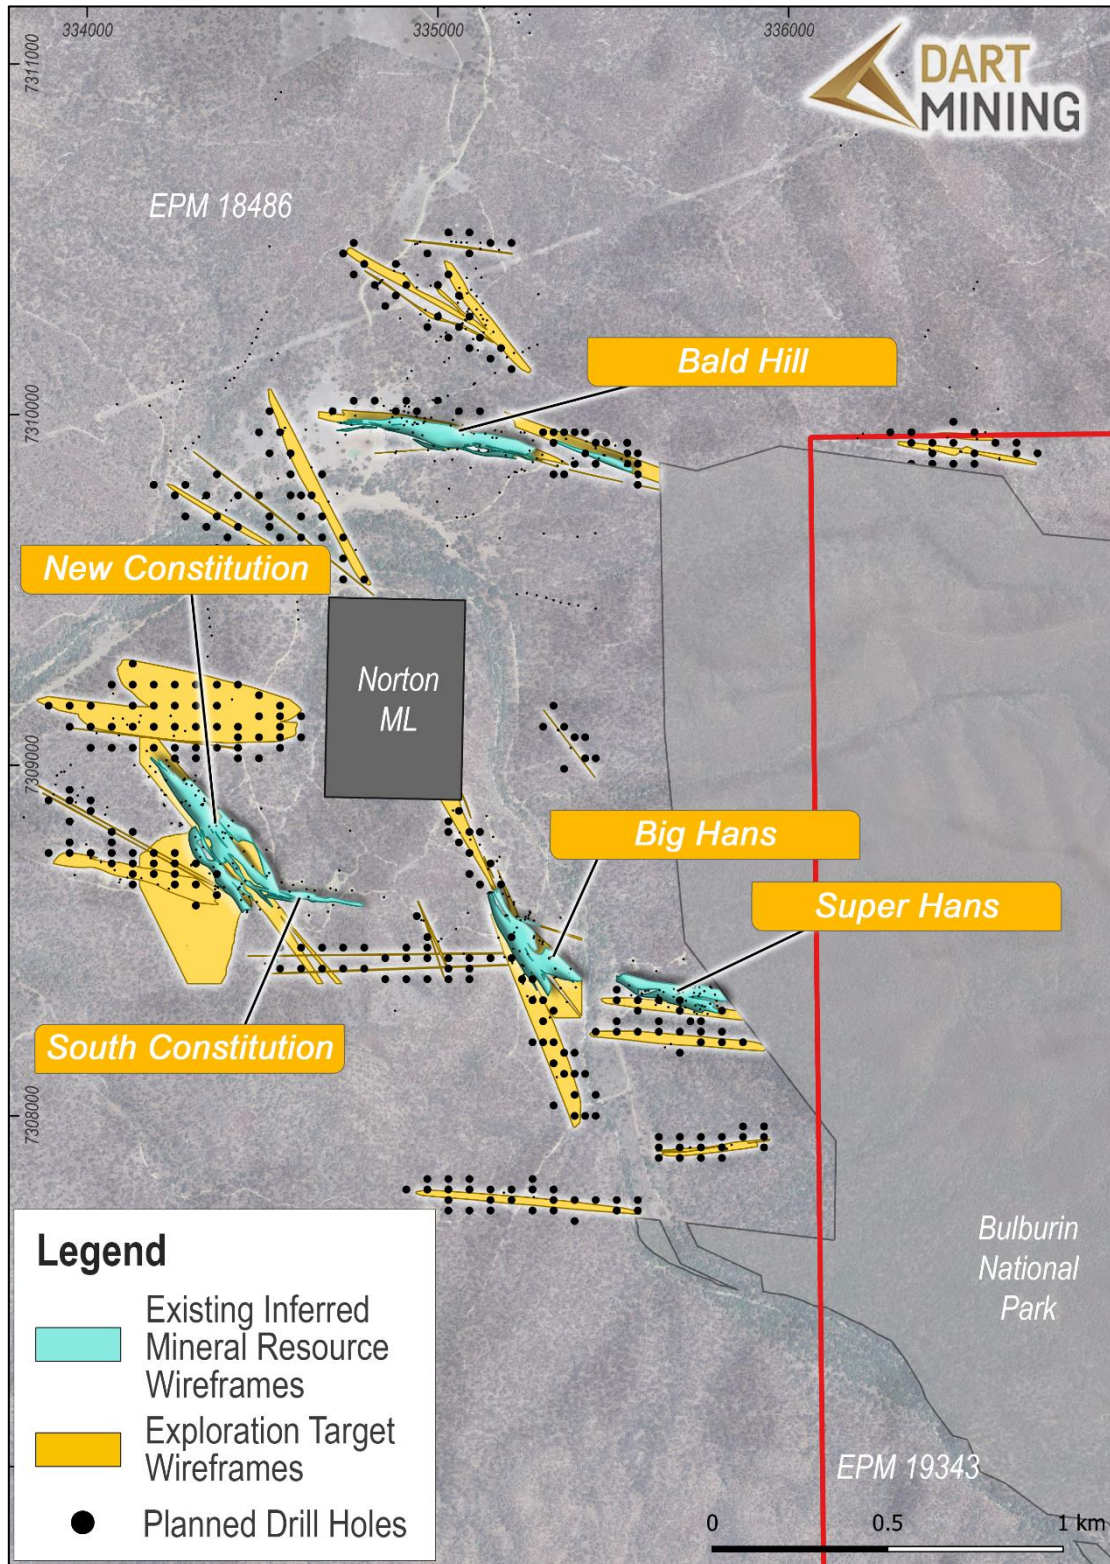 334000
335000
336000
7311000
DART
MINING
EPM 18486
Bald Hill
7310000
New Constitution
Norton
ML
7309000
Big Hans
Super Hans
South Constitution
7308000
Bulburin
National
Park
Legend
Existing Inferred
Mineral Resource
Wireframes
Exploration Target
Wireframes
Planned Drill Holes
EPM 19343
0
0.5
1 km